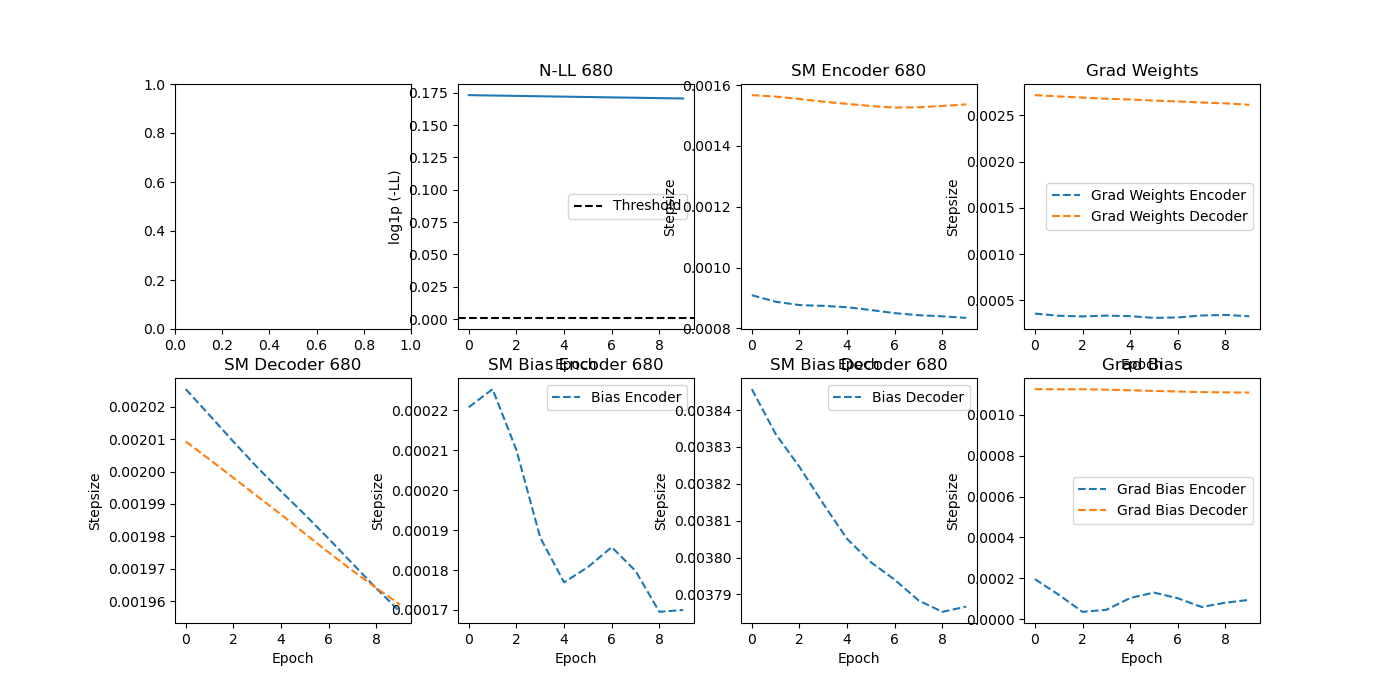 N-LL 680
SM Encoder 680
Grad Weights
1.0
0.8
0.6
0.4
0.2
0.0
0.0 0.2 0.4 0.6 0.8 1.0
log1p (-LL)
0.175
0.150
0.125
0.100
0.075
0.050
0.025
0.000
Threshold
0 2 4 6 8
Epoch
Stepsize
0.0016
0.0014
0.0012
0.0010
0.0008
0 2 4 6 8
Epoch
Stepsize
0.0025
0.0020
0.0015
0.0010
0.0005
Grad Weights Encoder
Grad Weights Decoder
0 2 4 6 8
Epoch
SM Decoder 680
SM Bias Encoder 680
SM Bias Decoder 680
Grad Bias
Stepsize
0.00202
0.00201
0.00200
0.00199
0.00198
0.00197
0.00196
0 2 4 6 8
Epoch
Stepsize
0.00022
0.00021
0.00020
0.00019
0.00018
0.00017
Bias Encoder
0 2 4 6 8
Epoch
Stepsize
0.00384
0.00383
0.00382
0.00381
0.00380
0.00379
Bias Decoder
0 2 4 6 8
Epoch
Stepsize
0.0010
0.0008
0.0006
0.0004
0.0002
0.0000
Grad Bias Encoder
Grad Bias Decoder
0 2 4 6 8
Epoch